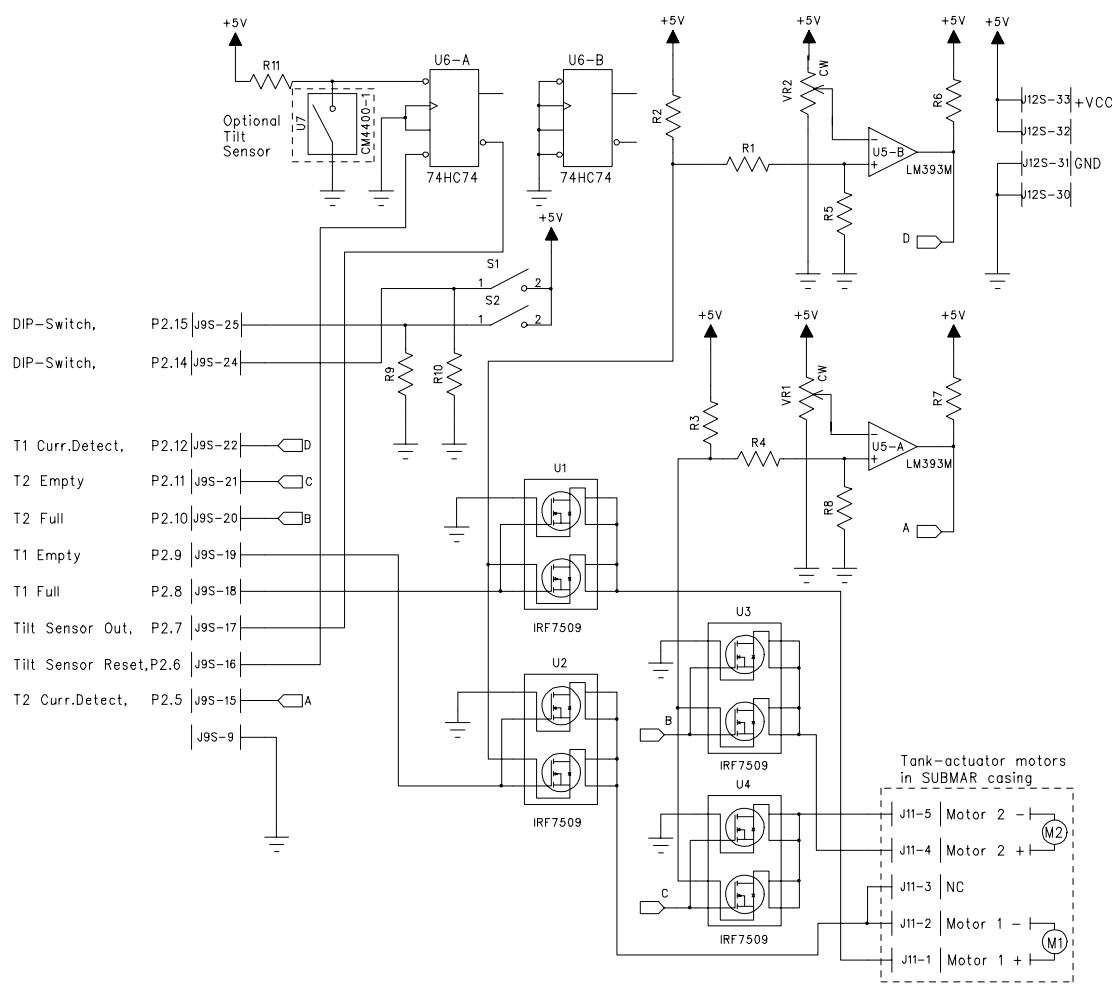 +5V
R11
U7
CM4400-1
Optional
Tilt
Sensor
U6-A
74HC74
U6-B
74HC74
+5V
R2
R1
+5V
VR2
CW
R5
U5-B
LM393M
+5V
R6
D
+5V
J12S-33 +VCC
J12S-32
J12S-31 GND
J12S-30
+5V
S1
1 2
S2
1 2
R9
R10
DIP-Switch, P2.15 J9S-25
DIP-Switch, P2.14 J9S-24
T1 Curr.Detect, P2.12 J9S-22 D
T2 Empty P2.11 J9S-21 C
T2 Full P2.10 J9S-20 B
T1 Empty P2.9 J9S-19
T1 Full P2.8 J9S-18
Tilt Sensor Out, P2.7 J9S-17
Tilt Sensor Reset, P2.6 J9S-16
T2 Curr.Detect, P2.5 J9S-15 A
J9S-9
+5V
R3
R4
+5V
VR1
CW
R8
U5-A
LM393M
+5V
R7
A
U1
IRF7509
U2
IRF7509
U3
B
IRF7509
U4
C
IRF7509
Tank-actuator motors
in SUBMAR casing
J11-5 Motor 2 -
M2
J11-4 Motor 2 +
J11-3 NC
J11-2 Motor 1 -
M1
J11-1 Motor 1 +